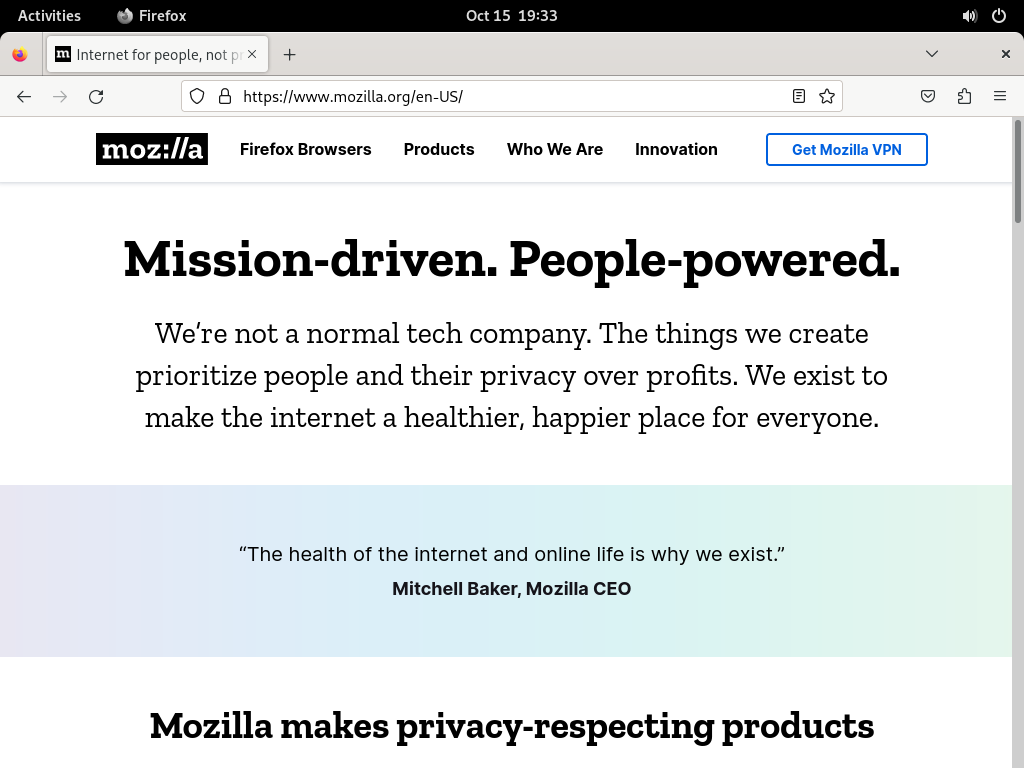 Activities Firefox Oct 15 19:33
Internet for people, not pr
https://www.mozilla.org/en-US/
moz://a Firefox Browsers Products Who We Are Innovation Get Mozilla VPN
Mission-driven. People-powered.
We’re not a normal tech company. The things we create
prioritize people and their privacy over profits. We exist to
make the internet a healthier, happier place for everyone.
“The health of the internet and online life is why we exist.”
Mitchell Baker, Mozilla CEO
Mozilla makes privacy-respecting products